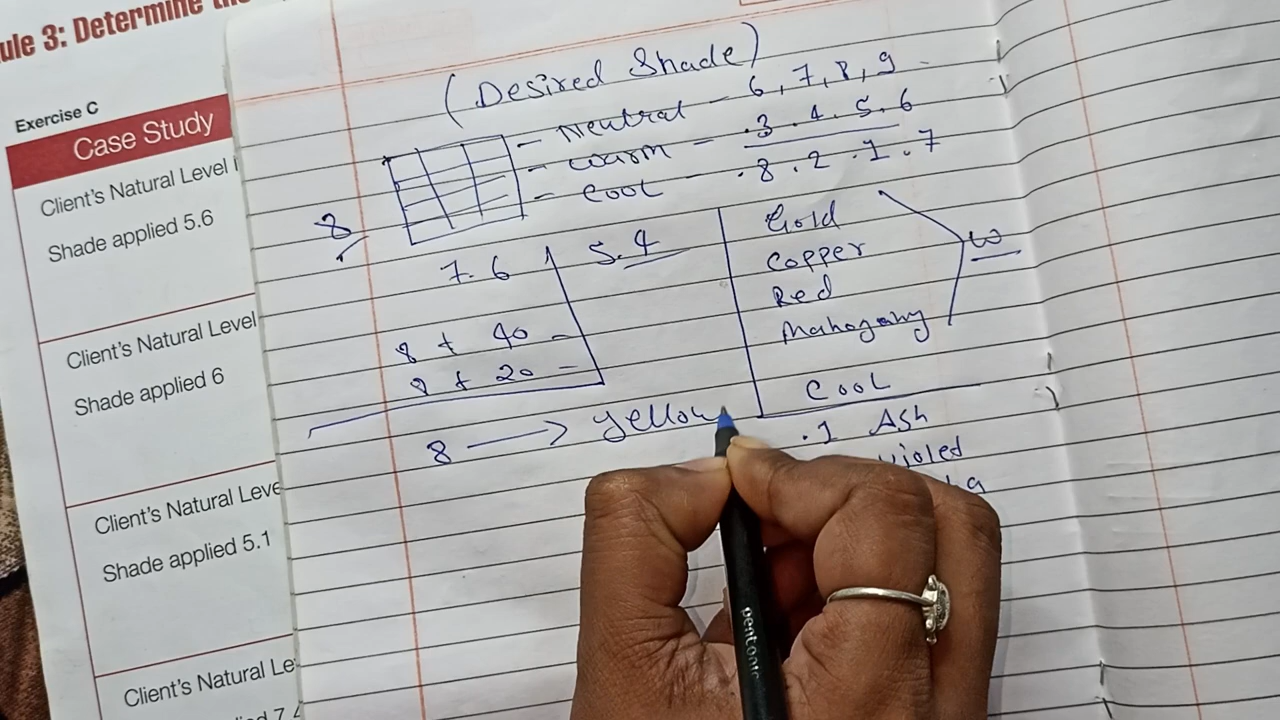 ule 3: Determine the
Exercise C
Case Study
Client's Natural Level
Shade applied 5.6
Client's Natural Level
Shade applied 6
Client's Natural Leve
Shade applied 5.1
Client's Natural Le
(Desired Shade)
- Neutral - 6, 7, 8, 9
- warm - .3 .4 .5 .6
- cool - .8 .2 .1 .7
8
7.6
5.4
8 + 40 -
8 + 20 -
8 → yellow
Gold
Copper
Red
Mahogany
w
Cool
.1 Ash
violed
pentonic